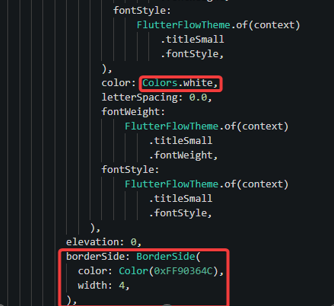 fontStyle:
FlutterFlowTheme.of(context)
.titleSmall
.fontStyle,
),
color: Colors.white,
letterSpacing: 0.0,
fontWeight:
FlutterFlowTheme.of(context)
.titleSmall
.fontWeight,
fontStyle:
FlutterFlowTheme.of(context)
.titleSmall
.fontStyle,
),
elevation: 0,
borderSide: BorderSide(
color: Color(0xFF90364C),
width: 4,
),